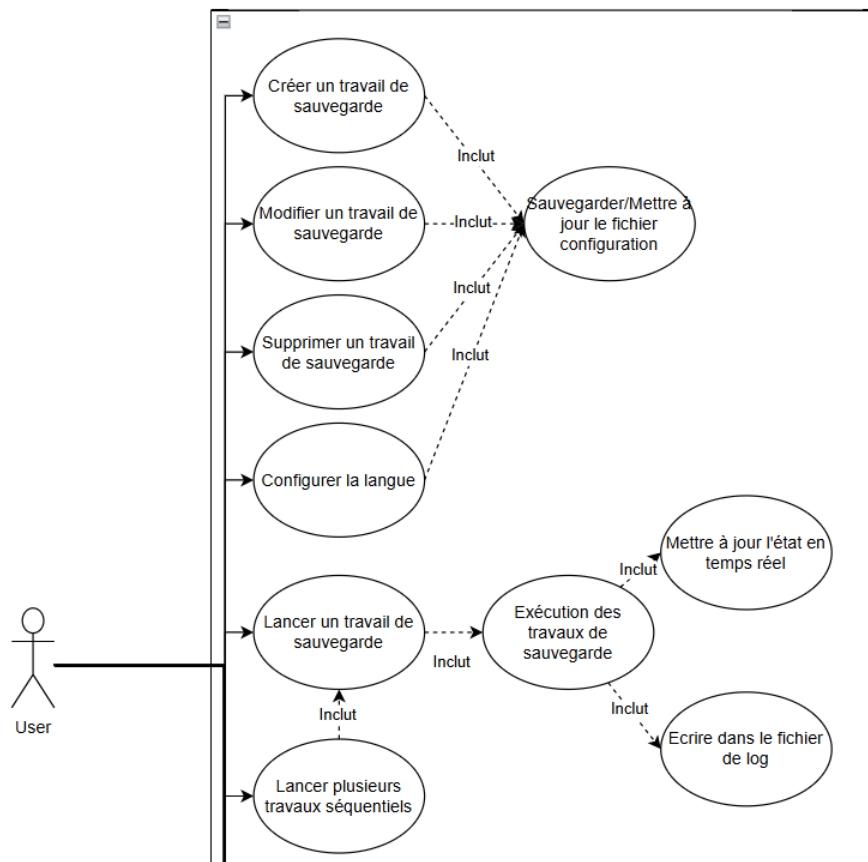 Créer un travail de
sauvegarde
Inclut
Modifier un travail de
sauvegarde
Inclut
Sauvegarder/Mettre à
jour le fichier
configuration
Inclut
Supprimer un travail
de sauvegarde
Inclut
Configurer la langue
Mettre à jour l'état en
temps réel
Inclut
Lancer un travail de
sauvegarde
Inclut
Exécution des
travaux de
sauvegarde
Inclut
Inclut
User
Ecrire dans le fichier
de log
Lancer plusieurs
travaux séquentiels